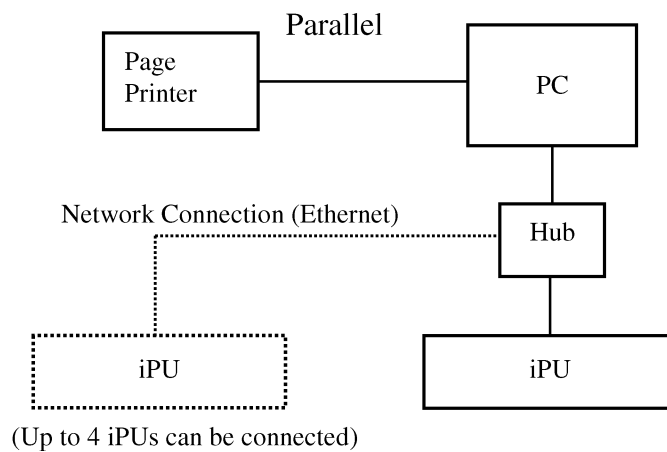 Parallel
Page
Printer
PC
Network Connection (Ethernet)
Hub
iPU
iPU
(Up to 4 iPUs can be connected)